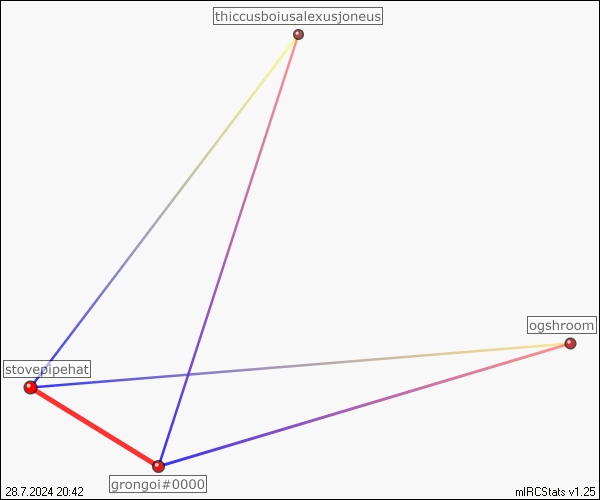 thiccusboiusalexusjoneus
ogshroom
stovepipehat
grongoi#0000
28.7.2024 20:42
mIRCStats v1.25